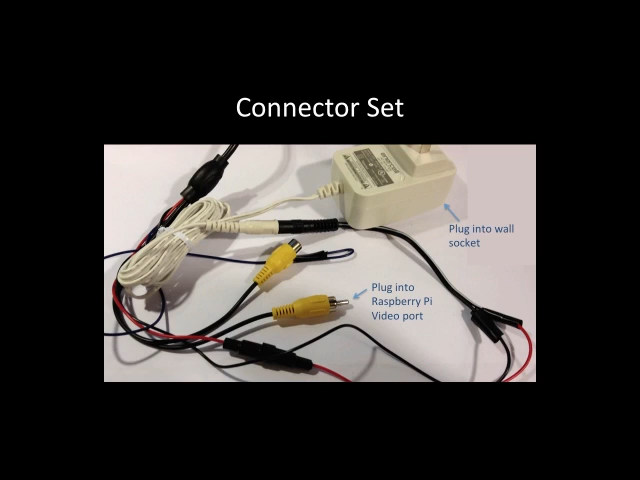 Connector Set
Plug into wall
socket
Plug into
Raspberry Pi
Video port